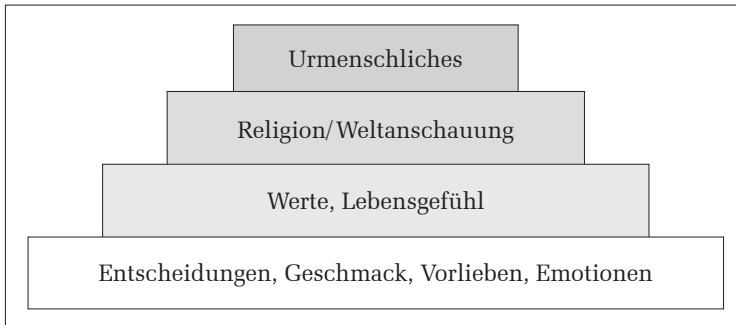 Urmenschliches
Religion/Weltanschauung
Werte, Lebensgefühl
Entscheidungen, Geschmack, Vorlieben, Emotionen